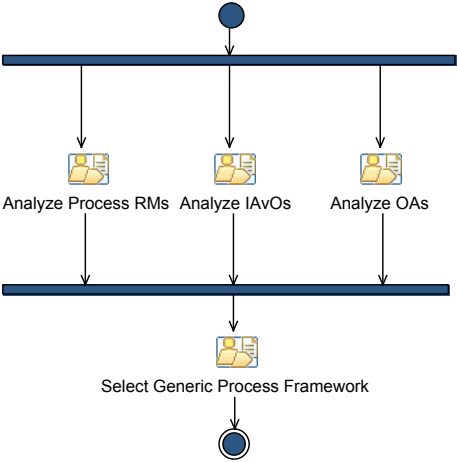 Analyze Process RMs
Analyze IAvOs
Analyze OAs
Select Generic Process Framework